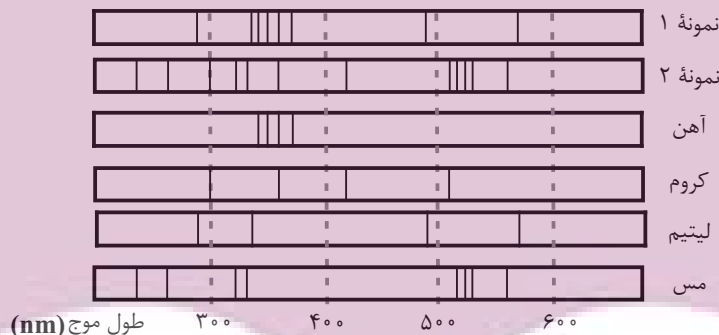 نمونهٔ ۱
نمونهٔ ۲
آهن
کروم
لیتیم
مس
طول موج (nm) ۳۰۰ ۴۰۰ ۵۰۰ ۶۰۰